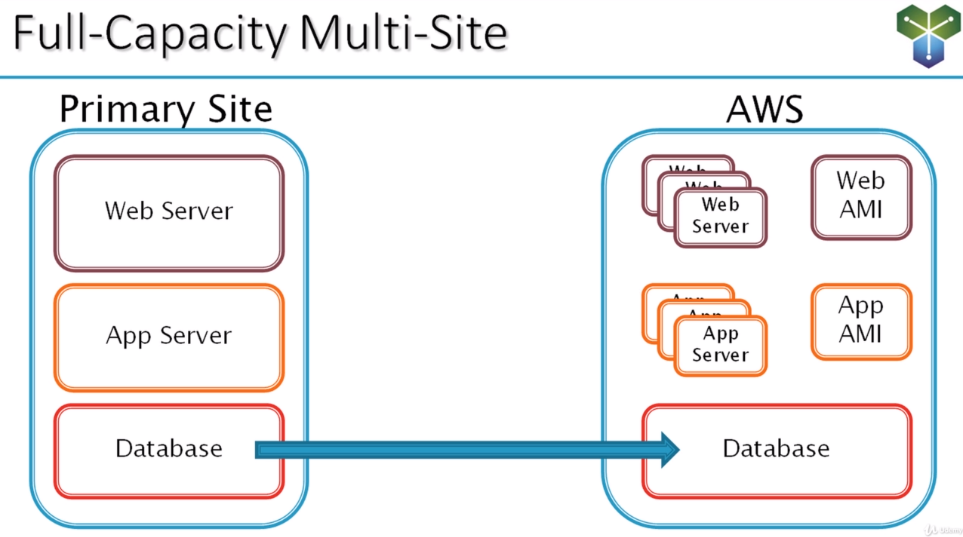 Full-Capacity Multi-Site
Primary Site
Web Server
App Server
Database
AWS
Web
Web
Web
Server
Web
AMI
App
App
App
Server
App
AMI
Database
Udemy